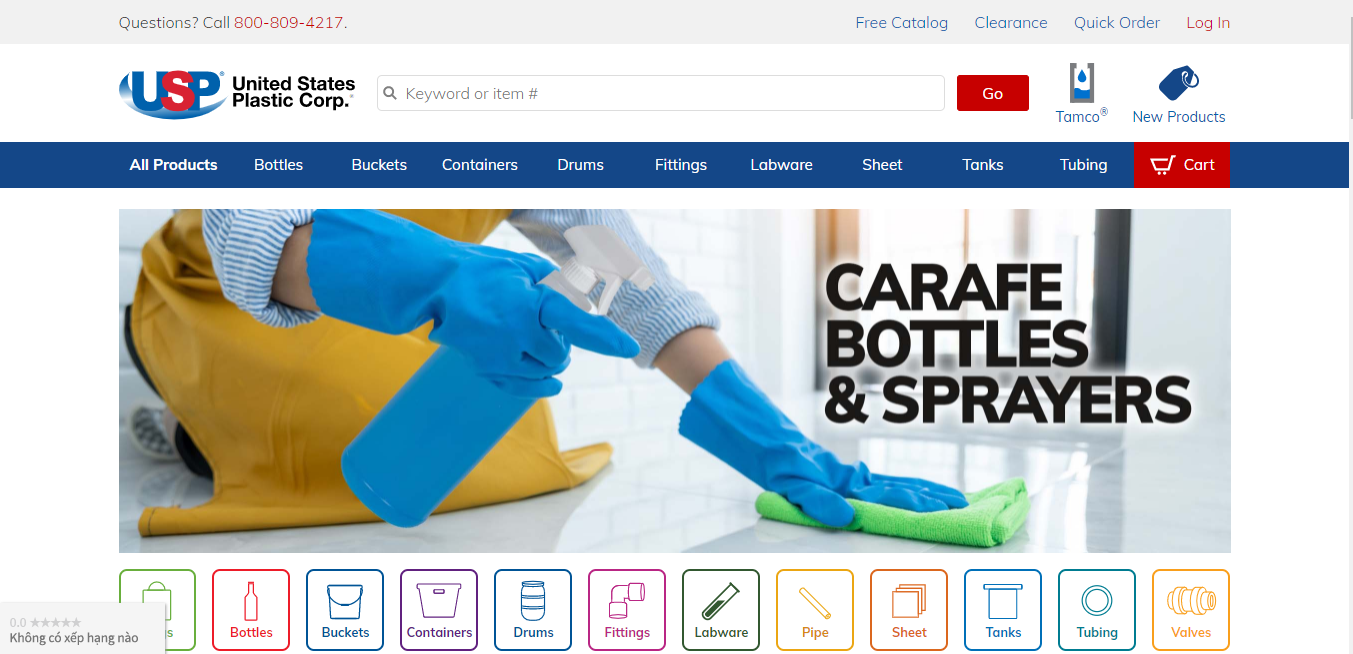 Questions? Call 800-809-4217.
Free Catalog
Clearance
Quick Order
Log In
USP®
United States
Plastic Corp.®
Keyword or item #
Go
Tamco®
New Products
All Products
Bottles
Buckets
Containers
Drums
Fittings
Labware
Sheet
Tanks
Tubing
Cart
CARAFE
BOTTLES
& SPRAYERS
Bottles
Buckets
Containers
Drums
Fittings
Labware
Pipe
Sheet
Tanks
Tubing
Valves
0.0 ★★★★★
Không có xếp hạng nào